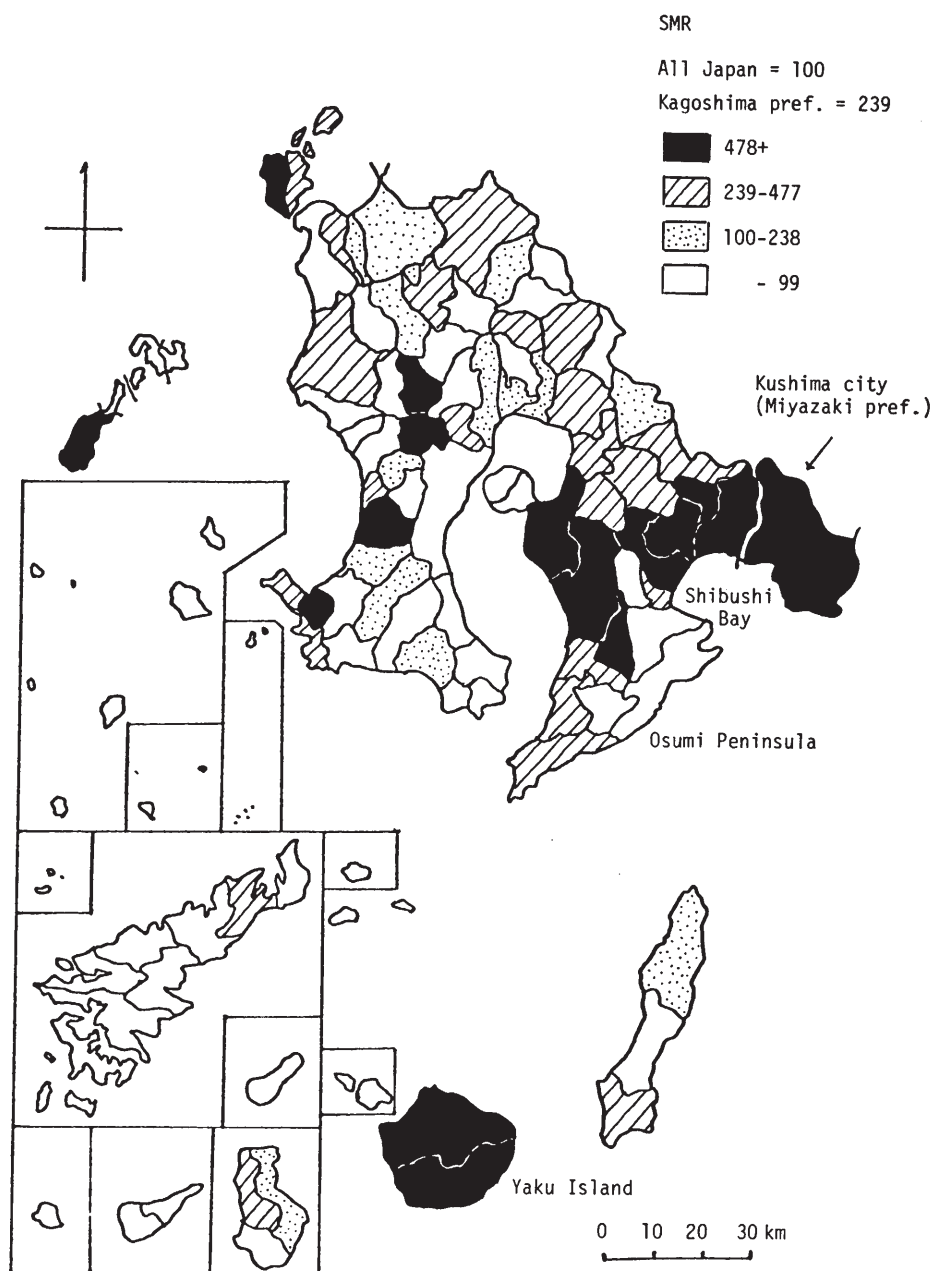 SMR
All Japan = 100
Kagoshima pref. = 239
478+
239-477
100-238
- 99
Kushima city
(Miyazaki pref.)
Shibushi
Bay
Osumi Peninsula
Yaku Island
0 10 20 30 km